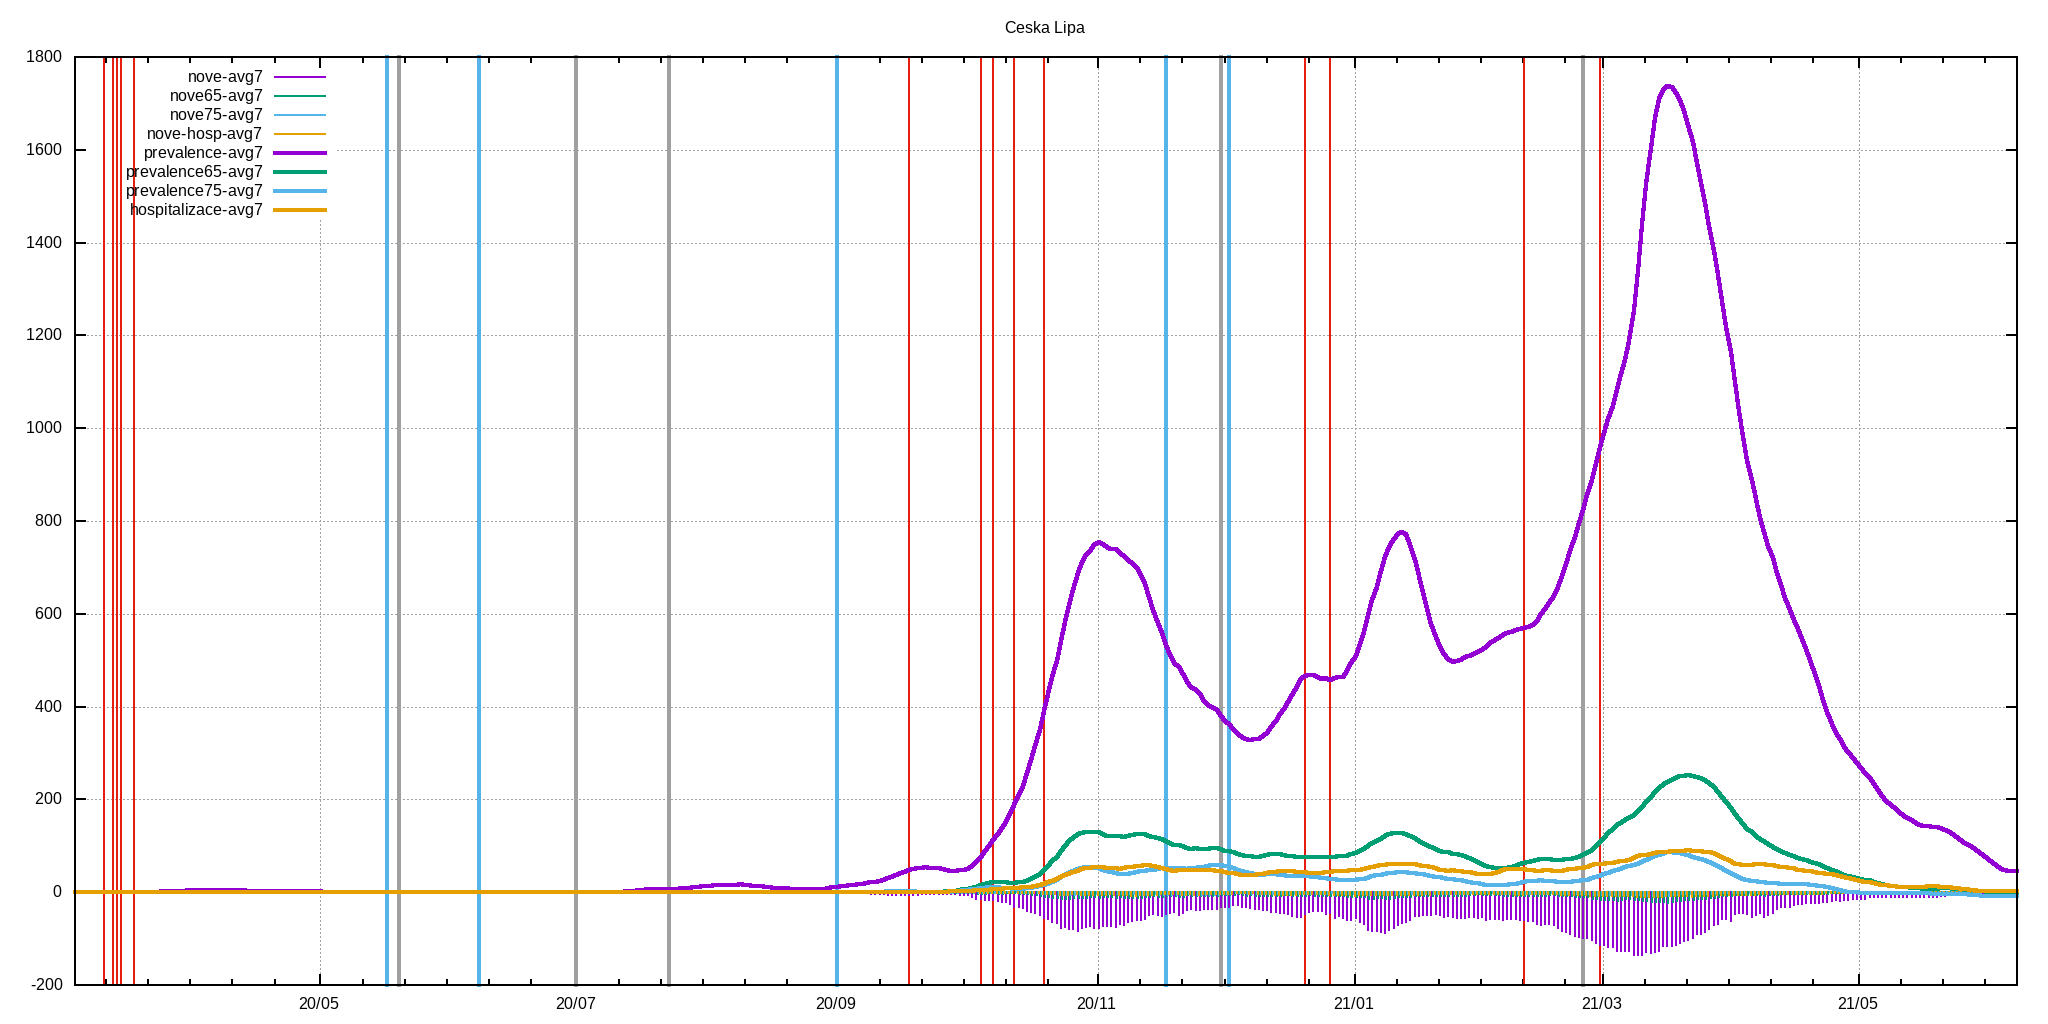 Ceska Lipa
1800
1600
1400
1200
1000
800
600
400
200
0
-200
nove-avg7
nove65-avg7
nove75-avg7
nove-hosp-avg7
prevalence-avg7
prevalence65-avg7
prevalence75-avg7
hospitalizace-avg7
20/05 20/07 20/09 20/11 21/01 21/03 21/05